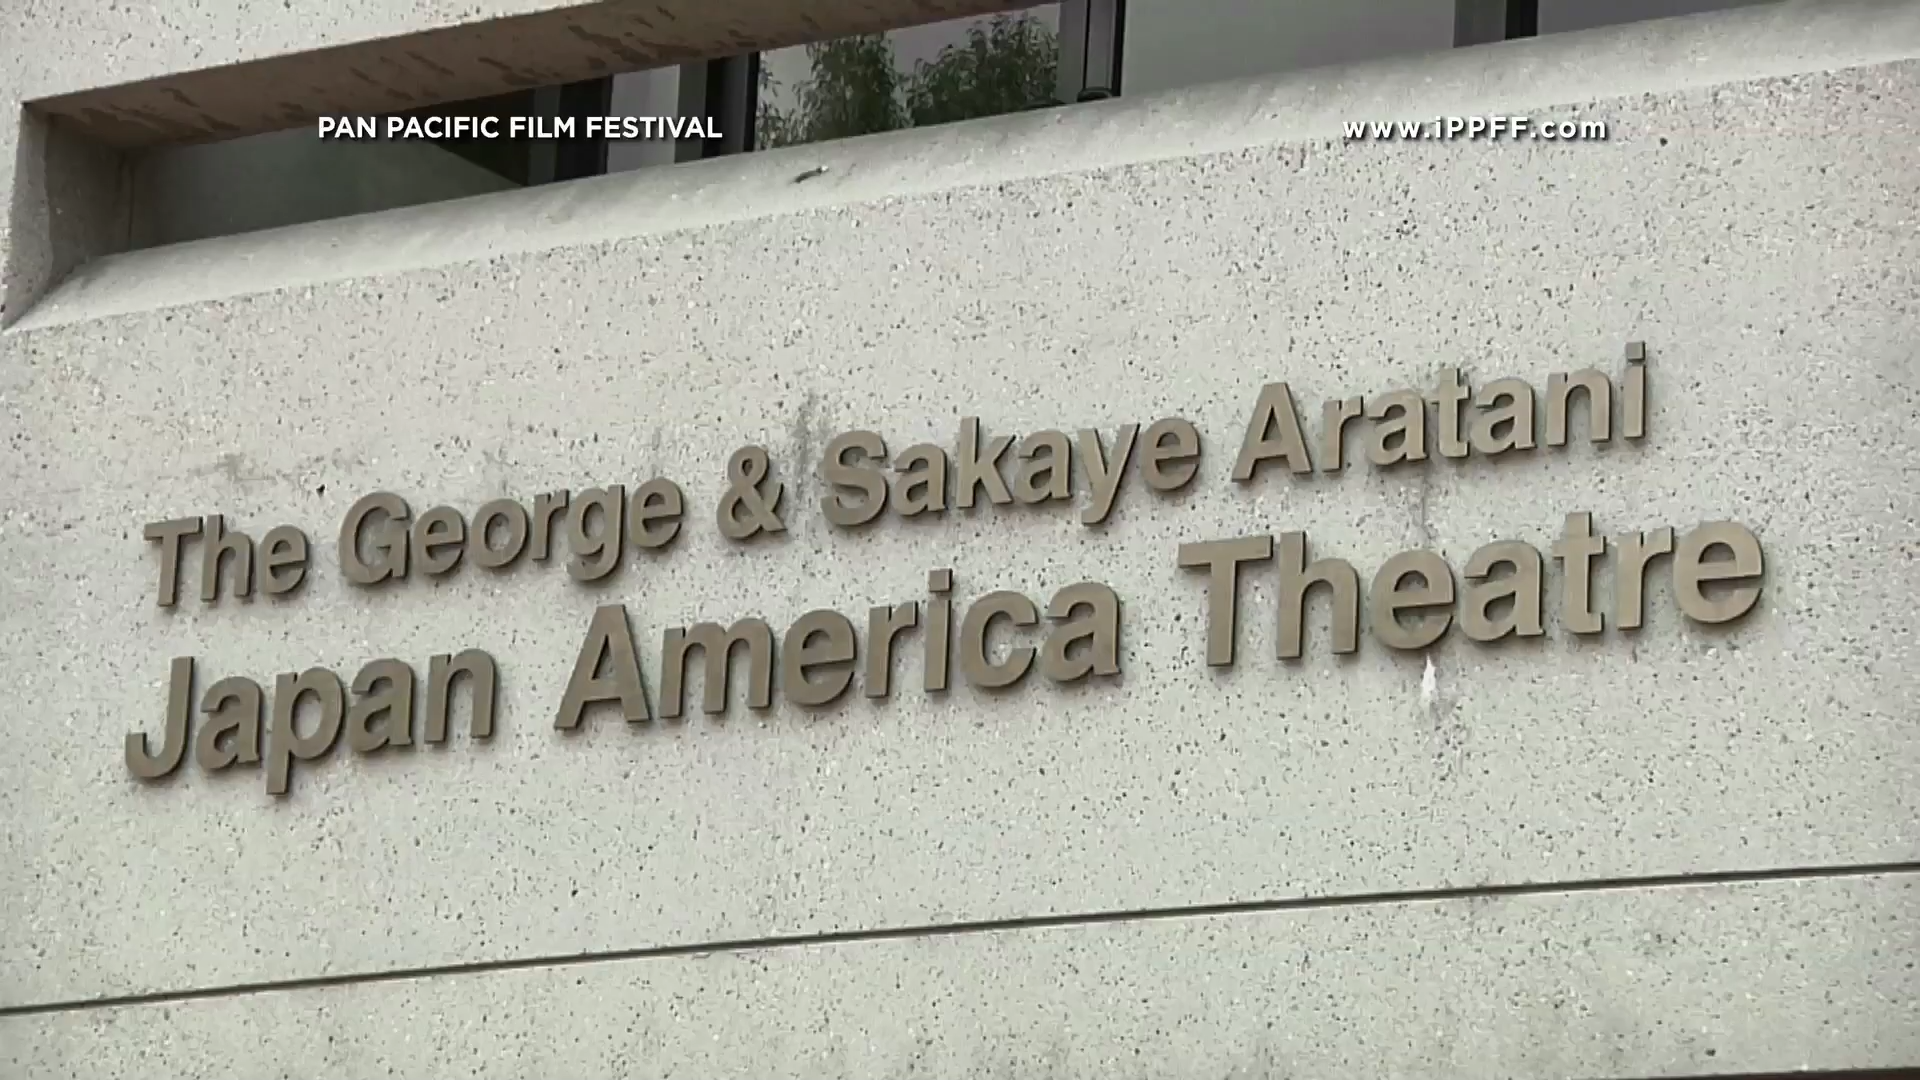 PAN PACIFIC FILM FESTIVAL
www.iPPFF.com
The George & Sakaye Aratani
Japan America Theatre